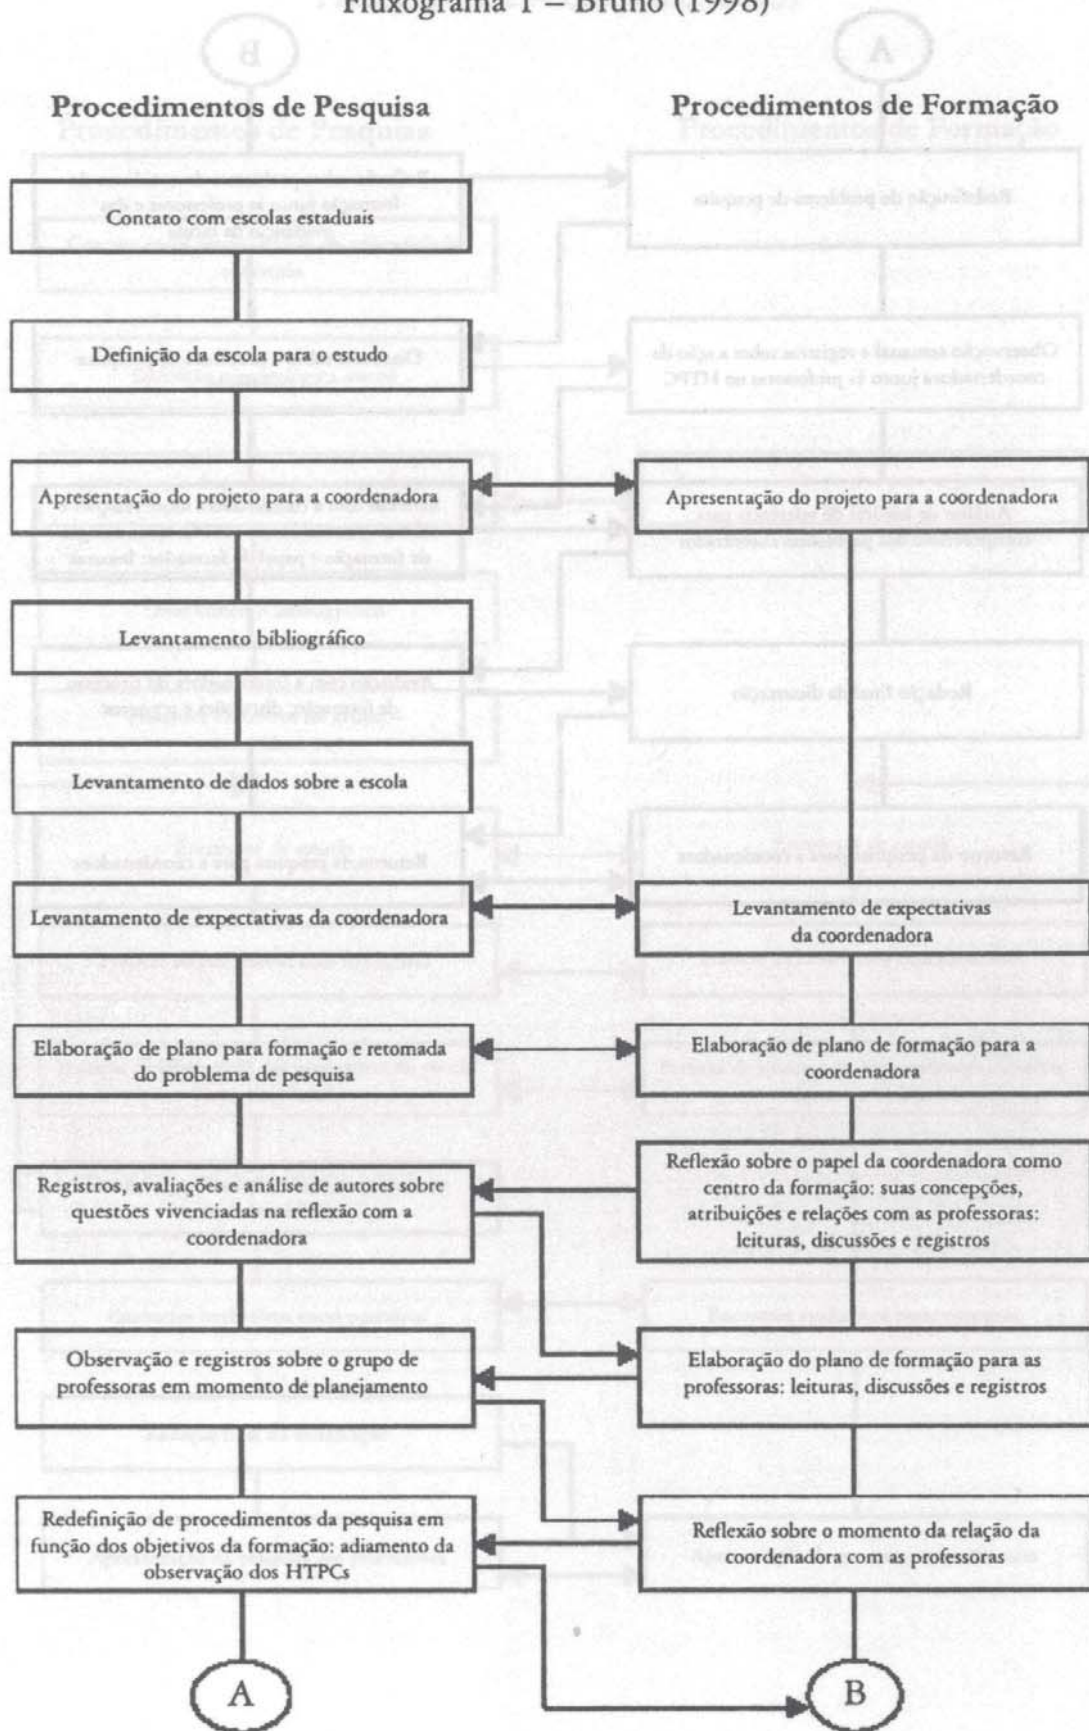 Fluxograma 1 – Bruno (1998)
Procedimentos de Pesquisa
Procedimentos de Formação
Contato com escolas estaduais
Definição da escola para o estudo
Apresentação do projeto para a coordenadora
Apresentação do projeto para a coordenadora
Levantamento bibliográfico
Levantamento de dados sobre a escola
Levantamento de expectativas da coordenadora
Levantamento de expectativas
da coordenadora
Elaboração de plano para formação e retomada
do problema de pesquisa
Elaboração de plano de formação para a
coordenadora
Registros, avaliações e análise de autores sobre
questões vivenciadas na reflexão com a
coordenadora
Reflexão sobre o papel da coordenadora como
centro da formação: suas concepções,
atribuições e relações com as professoras:
leituras, discussões e registros
Observação e registros sobre o grupo de
professoras em momento de planejamento
Elaboração do plano de formação para as
professoras: leituras, discussões e registros
Redefinição de procedimentos da pesquisa em
função dos objetivos da formação: adiamento da
observação dos HTPCs
Reflexão sobre o momento da relação da
coordenadora com as professoras
A
B